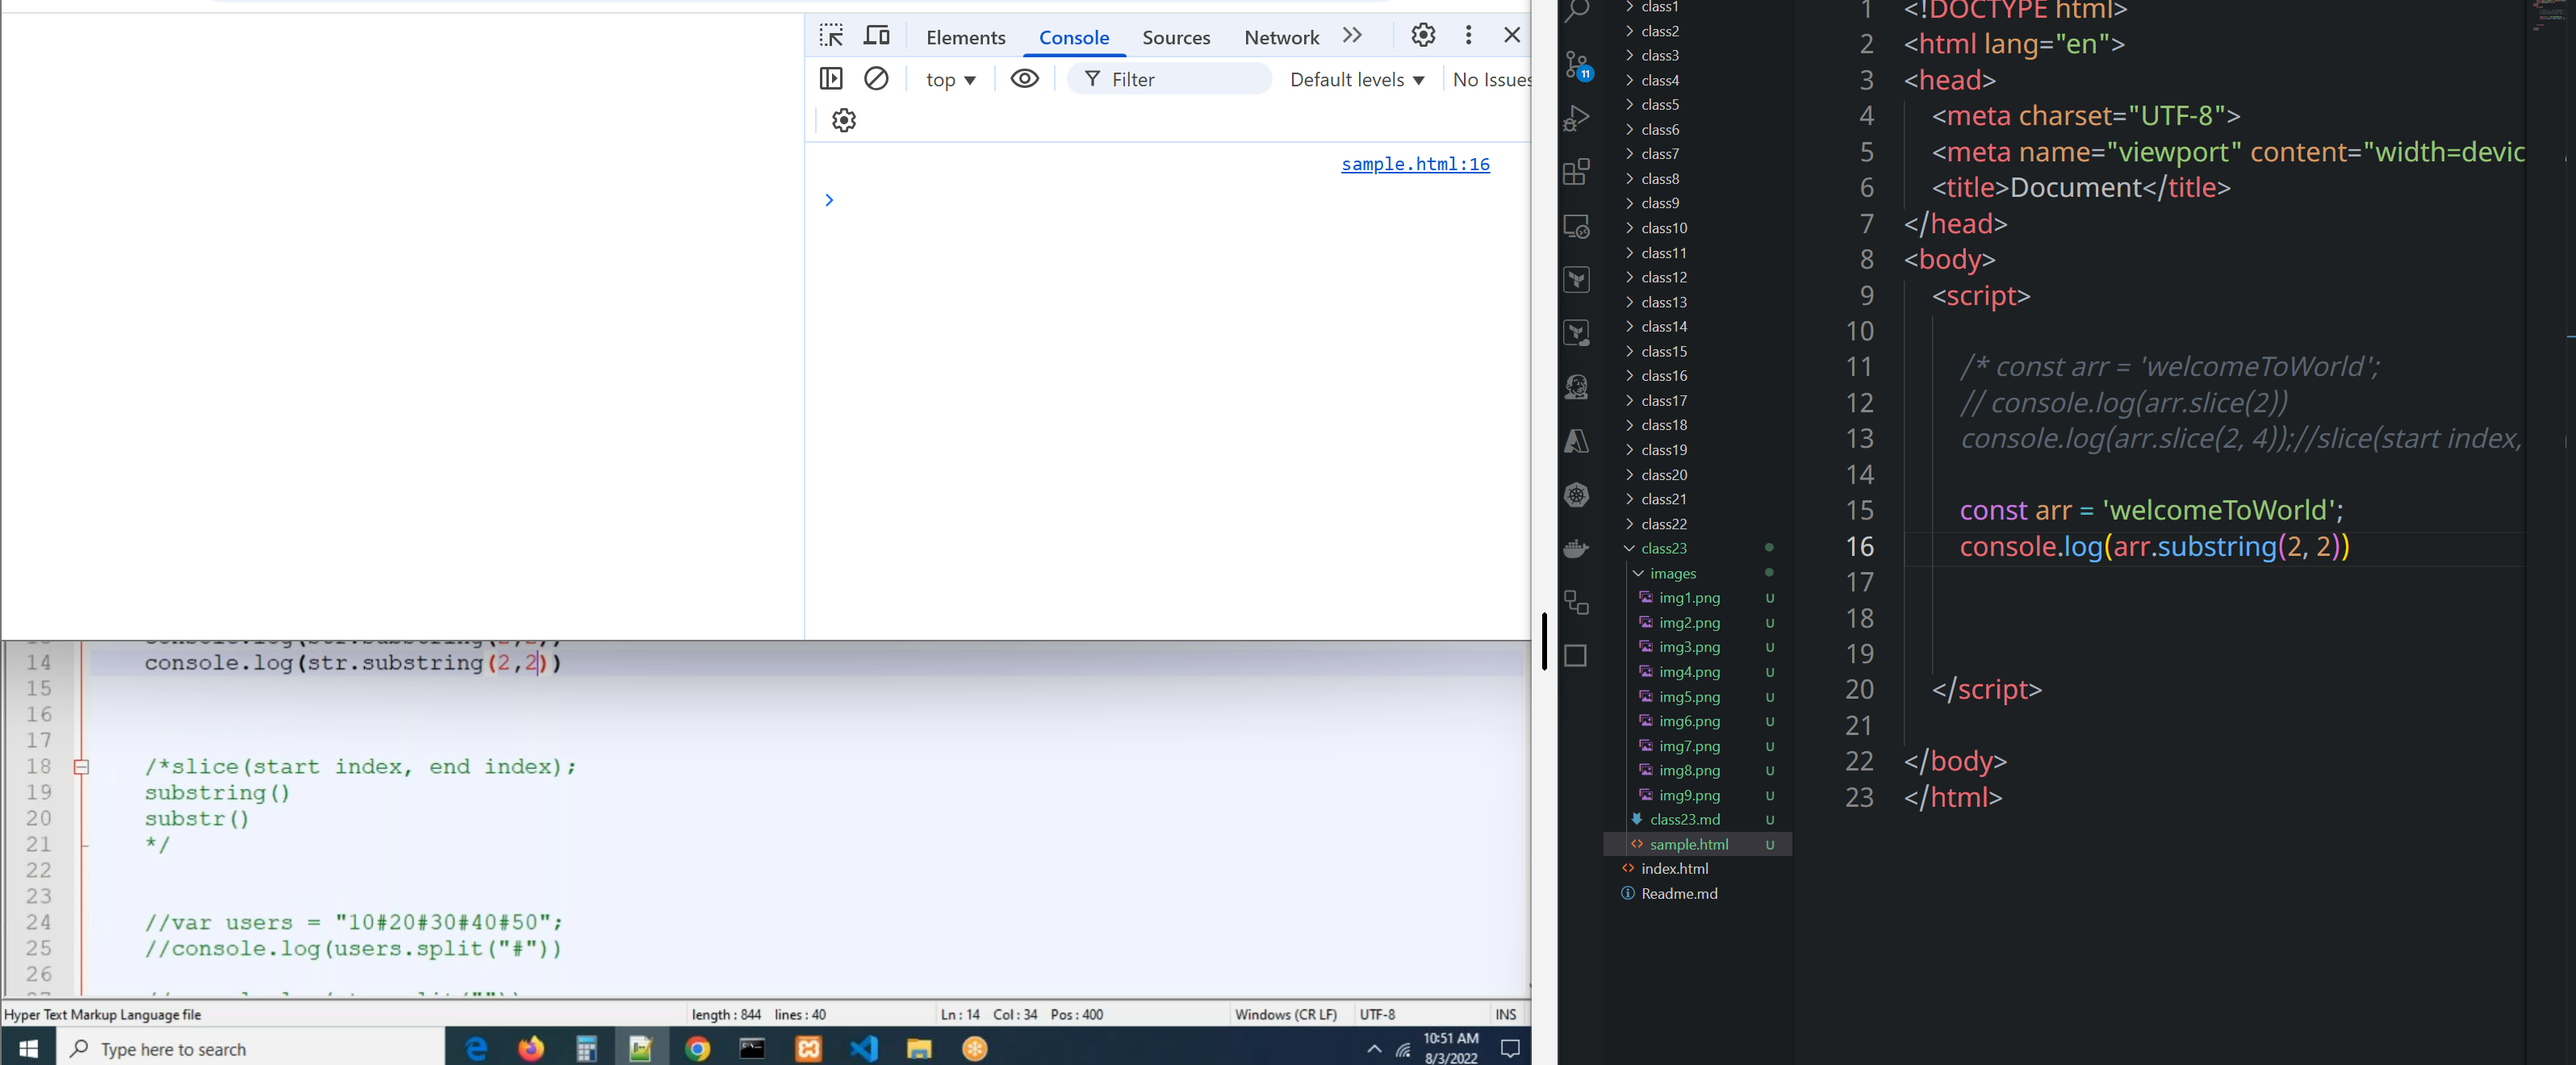 Elements Console Sources Network
top Filter Default levels No Issues
sample.html:16
14 console.log(str.substring(2,2))
15
16
17
18 /*slice(start index, end index);
19 substring()
20 substr()
21 */
22
23
24 //var users = "10#20#30#40#50";
25 //console.log(users.split("#"))
26
Hyper Text Markup Language file length : 844 lines : 40 Ln : 14 Col : 34 Pos : 400 Windows (CR LF) UTF-8 INS
Type here to search
10:51 AM
8/3/2022
11
class1
class2
class3
class4
class5
class6
class7
class8
class9
class10
class11
class12
class13
class14
class15
class16
class17
class18
class19
class20
class21
class22
class23
images
img1.png U
img2.png U
img3.png U
img4.png U
img5.png U
img6.png U
img7.png U
img8.png U
img9.png U
class23.md U
sample.html U
index.html
Readme.md
1 <!DOCTYPE html>
2 <html lang="en">
3 <head>
4 <meta charset="UTF-8">
5 <meta name="viewport" content="width=devic
6 <title>Document</title>
7 </head>
8 <body>
9 <script>
10
11 /* const arr = 'welcomeToWorld';
12 // console.log(arr.slice(2))
13 console.log(arr.slice(2, 4));//slice(start index,
14
15 const arr = 'welcomeToWorld';
16 console.log(arr.substring(2, 2))
17
18
19
20 </script>
21
22 </body>
23 </html>